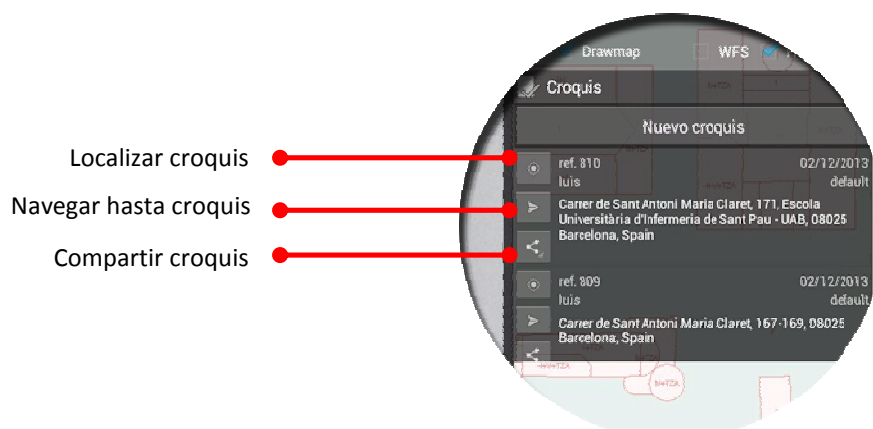 Drawmap
WFS
Croquis
Nuevo croquis
Localizar croquis
ref. 810
02/12/2013
luis
default
Navegar hasta croquis
Carrer de Sant Antoni Maria Claret, 171, Escola
Universitària d'Infermeria de Sant Pau - UAB, 08025
Barcelona, Spain
Compartir croquis
ref. 809
02/12/2013
luis
default
Carrer de Sant Antoni Maria Claret, 167-169, 08025
Barcelona, Spain